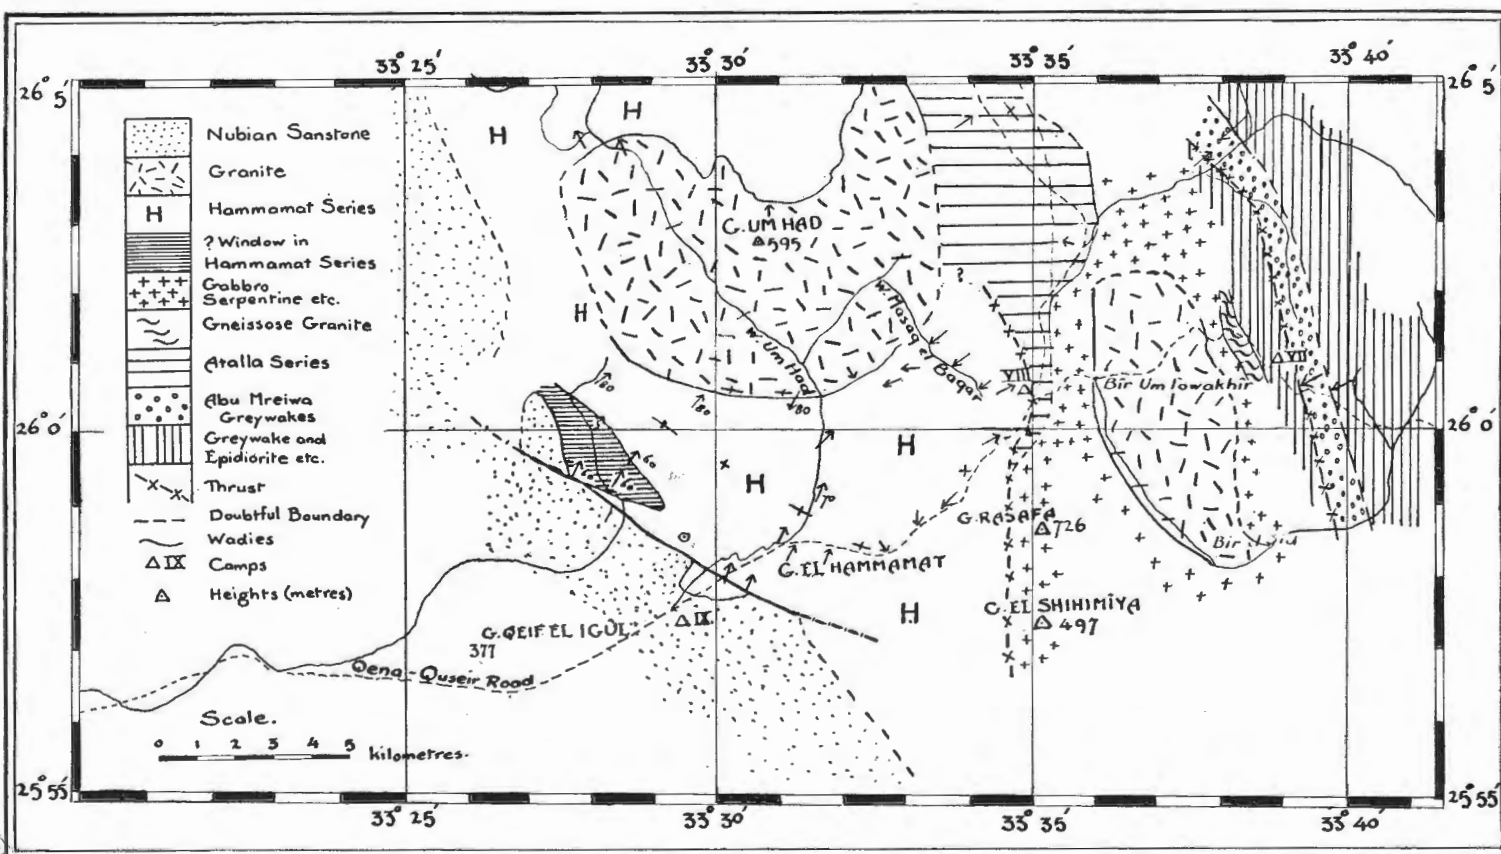 33° 25′
33° 30′
33° 35′
33° 40′
26° 5′
26° 5′
Nubian Sanstone
Granite
H
Hammamat Series
? Window in
Hammamat Series
Gabbro
Serpentine etc.
Gneissose Granite
Atalla Series
Abu Mreiwa
Greywakes
Greywake and
Epidiorite etc.
Thrust
Doubtful Boundary
Wadies
△ IX Camps
△ Heights (metres)
H
H
G. UM HAD
△ 595
H
?
W. Masaq el Baqar
W. Um Had
VIII
△ VII
Bir Um Fawakhir
80
80
80
26° 0′
26° 0′
H
60
H
70
G. RASAFA
△ 726
G. EL HAMMAMAT
H
G. EL SHIHIMIYA
△ 497
△ IX
G. QEIF EL IGUL
377
Qena-Quseir Road
Scale.
0 1 2 3 4 5 kilometres.
25° 55′
25° 55′
33° 25′
33° 30′
33° 35′
33° 40′